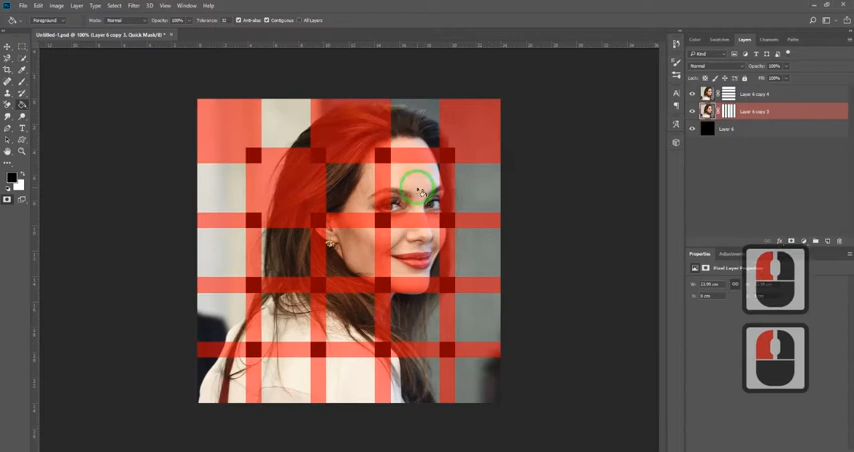 File Edit Image Layer Type Select Filter 3D View Window Help
Foreground Mode: Normal Opacity: 100% Tolerance: 32 Anti-alias Contiguous All Layers
Untitled-1.psd @ 100% (Layer 6 copy 3, Quick Mask/8) *
Color Swatches Layers Channels Paths
Kind
Normal Opacity: 100%
Lock: Fill: 100%
Layer 6 copy 4
Layer 6 copy 3
Layer 6
Properties Adjustmen
Pixel Layer Properties
W:
X: 0 cm